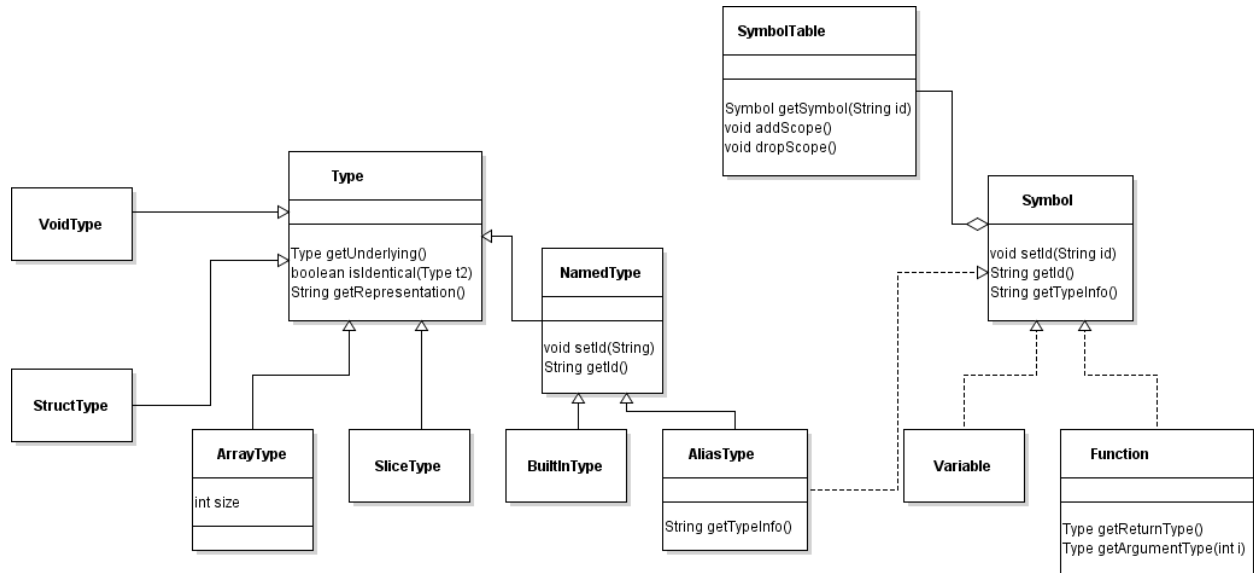 SymbolTable
Symbol getSymbol(String id)
void addScope()
void dropScope()
Type
Type getUnderlying()
boolean isIdentical(Type t2)
String getRepresentation()
VoidType
Symbol
void setId(String id)
String getId()
String getTypeInfo()
NamedType
void setId(String)
String getId()
StructType
ArrayType
int size
SliceType
BuiltInType
AliasType
String getTypeInfo()
Variable
Function
Type getReturnType()
Type getArgumentType(int i)